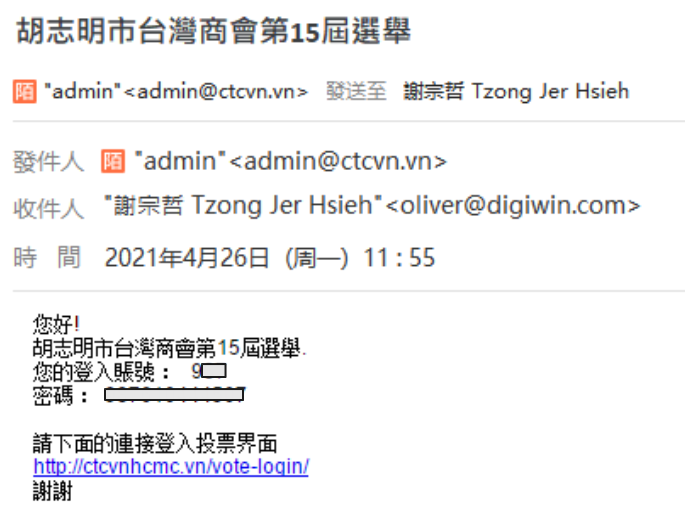 胡志明市台灣商會第15屆選舉
陌 "admin"<admin@ctcvn.vn> 發送至 謝宗哲 Tzong Jer Hsieh
發件人 陌 "admin"<admin@ctcvn.vn>
收件人 "謝宗哲 Tzong Jer Hsieh"<oliver@digiwin.com>
時 間 2021年4月26日 (周一) 11 : 55
您好!
胡志明市台灣商會第15屆選舉.
您的登入賬號： 9
密碼：
請下面的連接登入投票界面
http://ctcvnhcmc.vn/vote-login/
謝謝